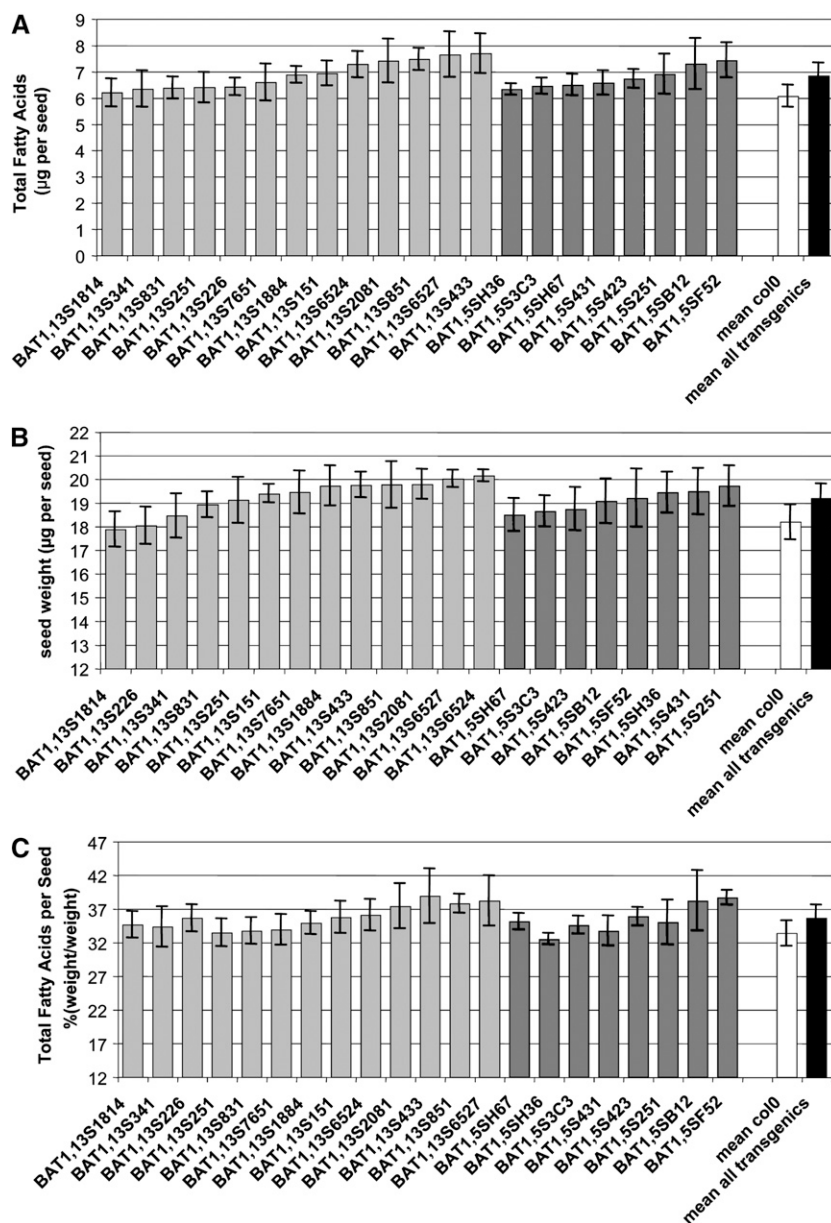 A
Total Fatty Acids
(µg per seed)
9
8
7
6
5
4
3
2
1
0
BAT1,13S1814
BAT1,13S341
BAT1,13S831
BAT1,13S251
BAT1,13S226
BAT1,13S7651
BAT1,13S1884
BAT1,13S151
BAT1,13S6524
BAT1,13S2081
BAT1,13S851
BAT1,13S6527
BAT1,13S433
BAT1,5SH36
BAT1,5S3C3
BAT1,5SH67
BAT1,5S431
BAT1,5S423
BAT1,5S251
BAT1,5SB12
BAT1,5SF52
mean col0
mean all transgenics
B
seed weight (µg per seed)
22
21
20
19
18
17
16
15
14
13
12
BAT1,13S1814
BAT1,13S226
BAT1,13S341
BAT1,13S831
BAT1,13S251
BAT1,13S151
BAT1,13S7651
BAT1,13S1884
BAT1,13S433
BAT1,13S851
BAT1,13S2081
BAT1,13S6527
BAT1,13S6524
BAT1,5SH67
BAT1,5S3C3
BAT1,5S423
BAT1,5SB12
BAT1,5SF52
BAT1,5SH36
BAT1,5S431
BAT1,5S251
mean col0
mean all transgenics
C
Total Fatty Acids per Seed
%(weight/weight)
47
42
37
32
27
22
17
12
BAT1,13S1814
BAT1,13S341
BAT1,13S226
BAT1,13S251
BAT1,13S831
BAT1,13S7651
BAT1,13S1884
BAT1,13S151
BAT1,13S6524
BAT1,13S2081
BAT1,13S433
BAT1,13S851
BAT1,13S6527
BAT1,5SH67
BAT1,5SH36
BAT1,5S3C3
BAT1,5S431
BAT1,5S423
BAT1,5S251
BAT1,5SB12
BAT1,5SF52
mean col0
mean all transgenics